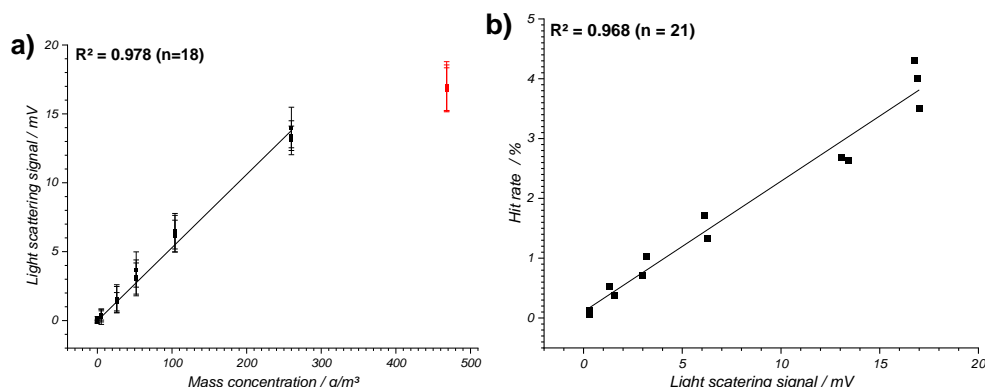 a)
R² = 0.978 (n=18)
Light scattering signal / mV
20
15
10
5
0
0 100 200 300 400 500
Mass concentration / g/m³
b)
R² = 0.968 (n = 21)
Hit rate / %
5
4
3
2
1
0
0 5 10 15 20
Light scatering signal / mV